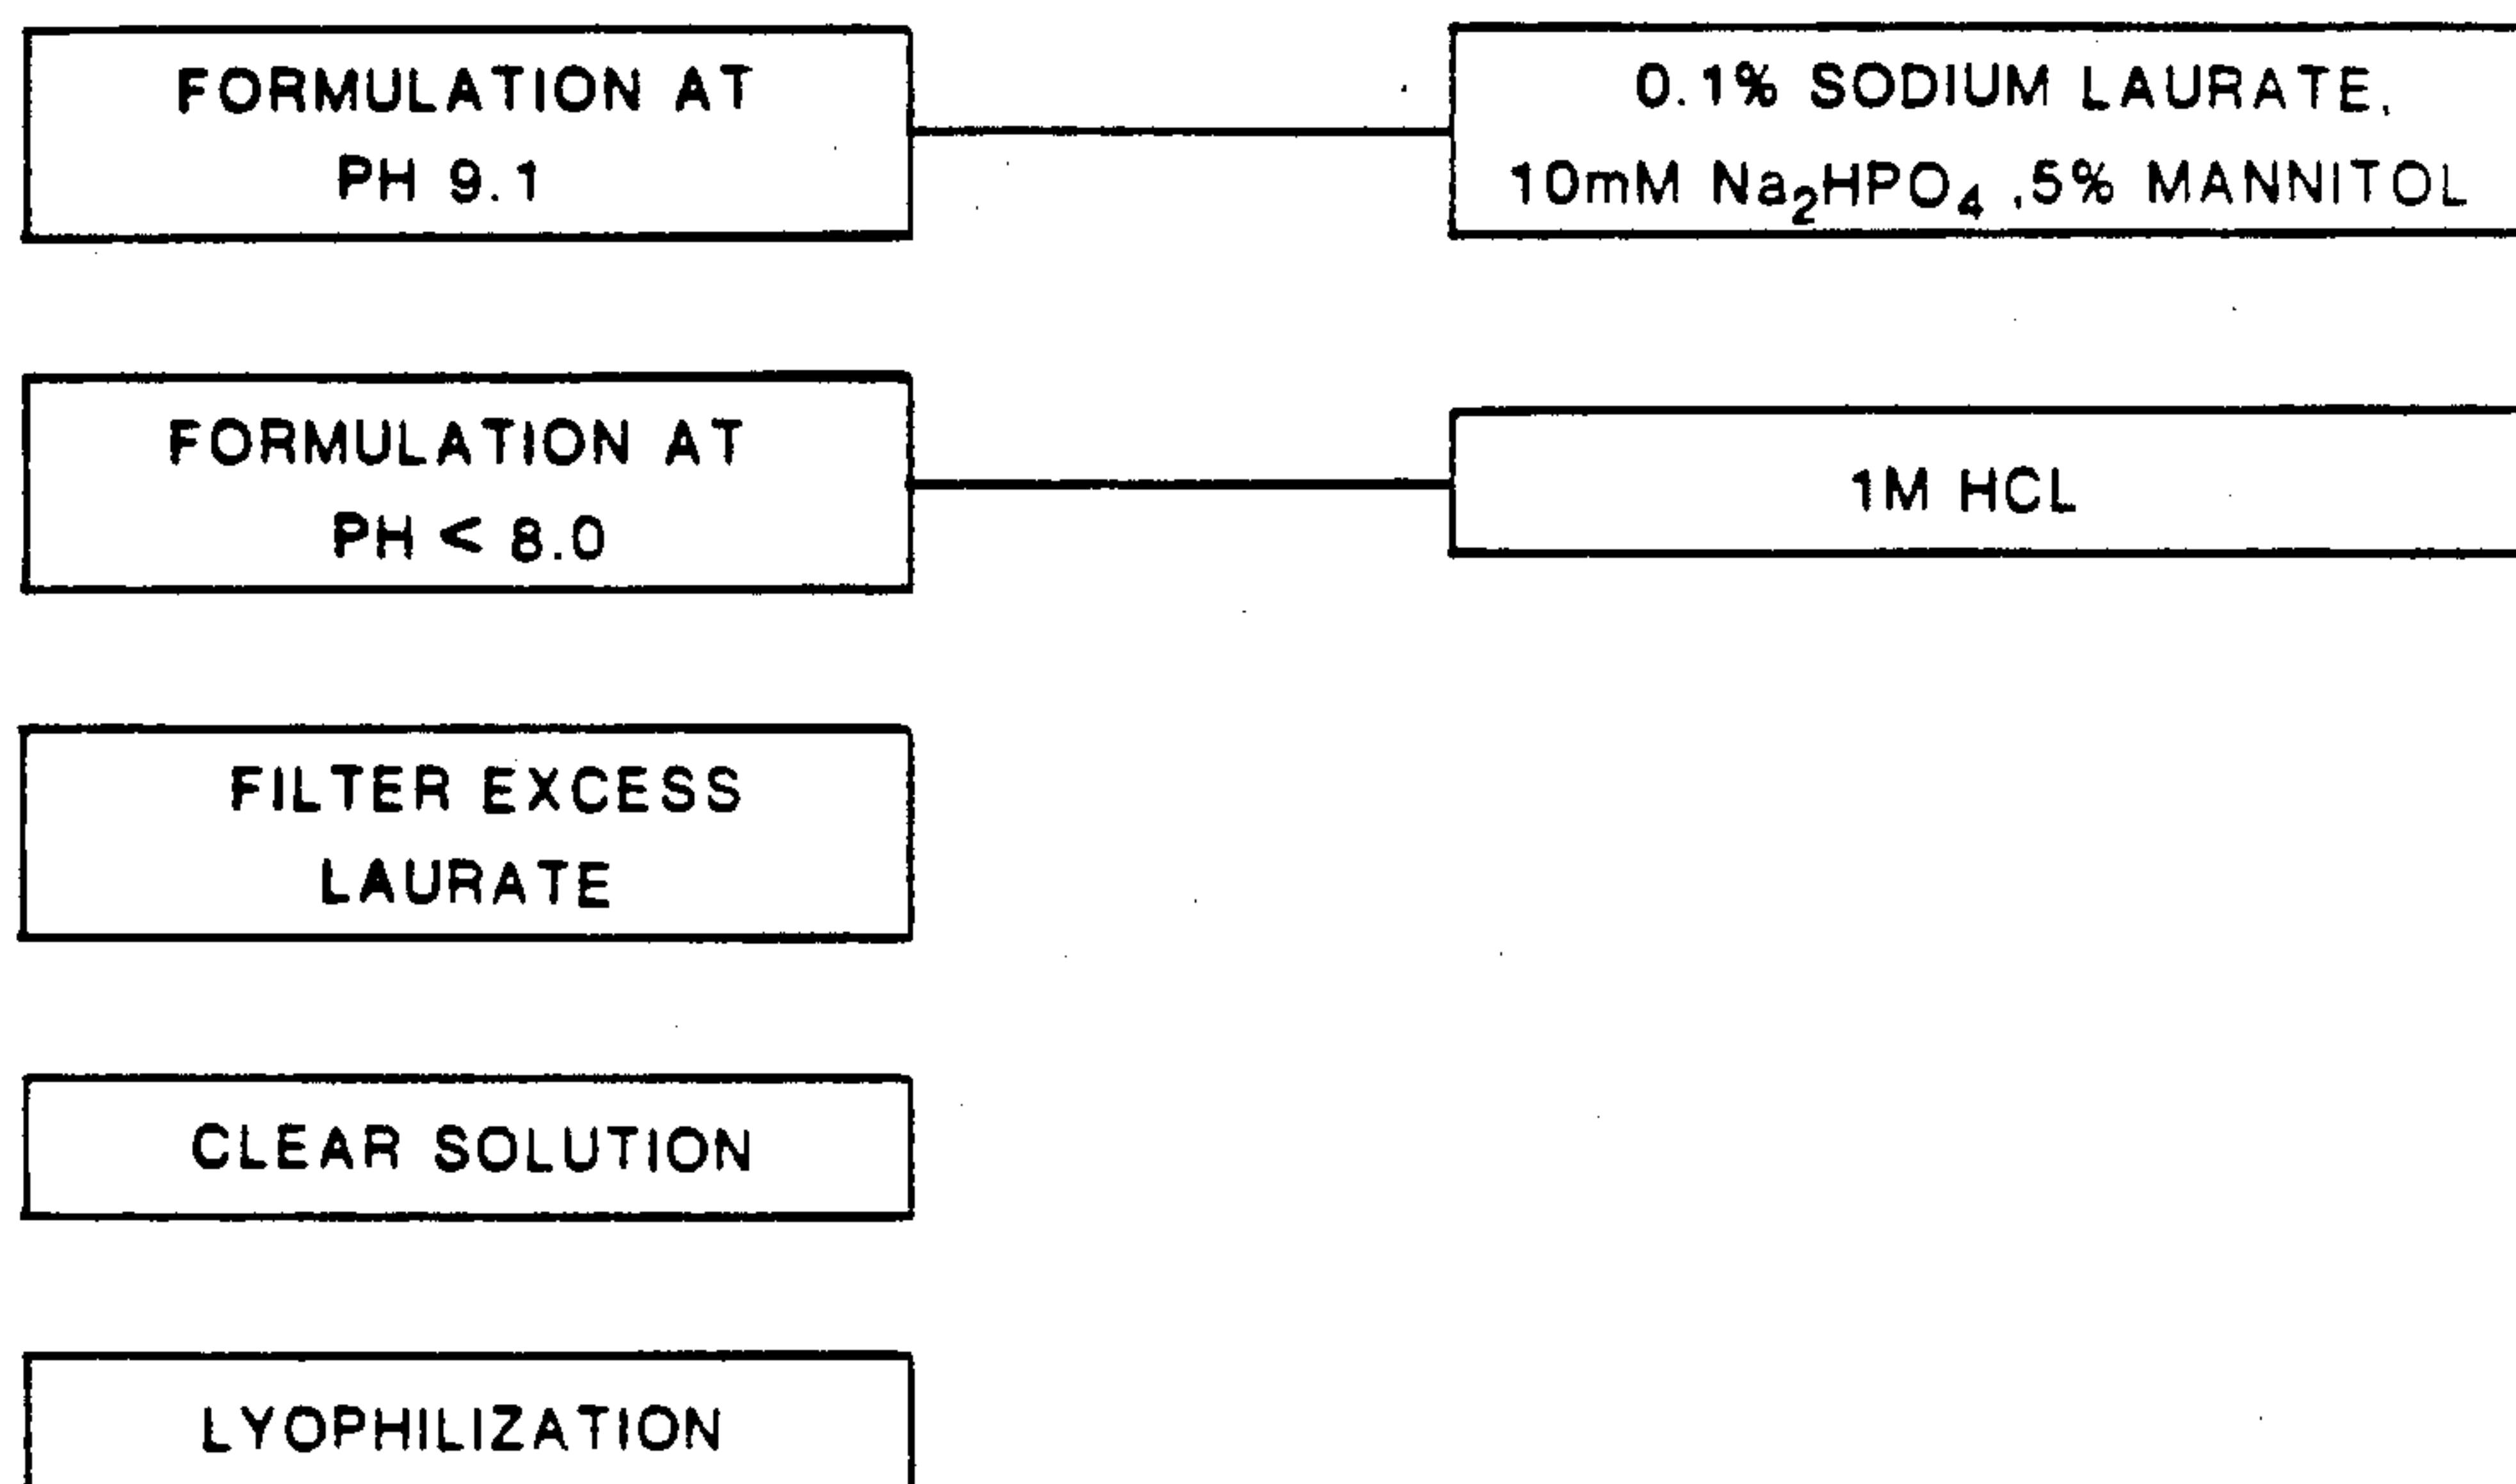 FORMULATION AT
PH 9.1
0.1% SODIUM LAURATE,
10mM Na₂HPO₄ ,5% MANNITOL
FORMULATION AT
PH < 8.0
1M HCL
FILTER EXCESS
LAURATE
CLEAR SOLUTION
LYOPHILIZATION